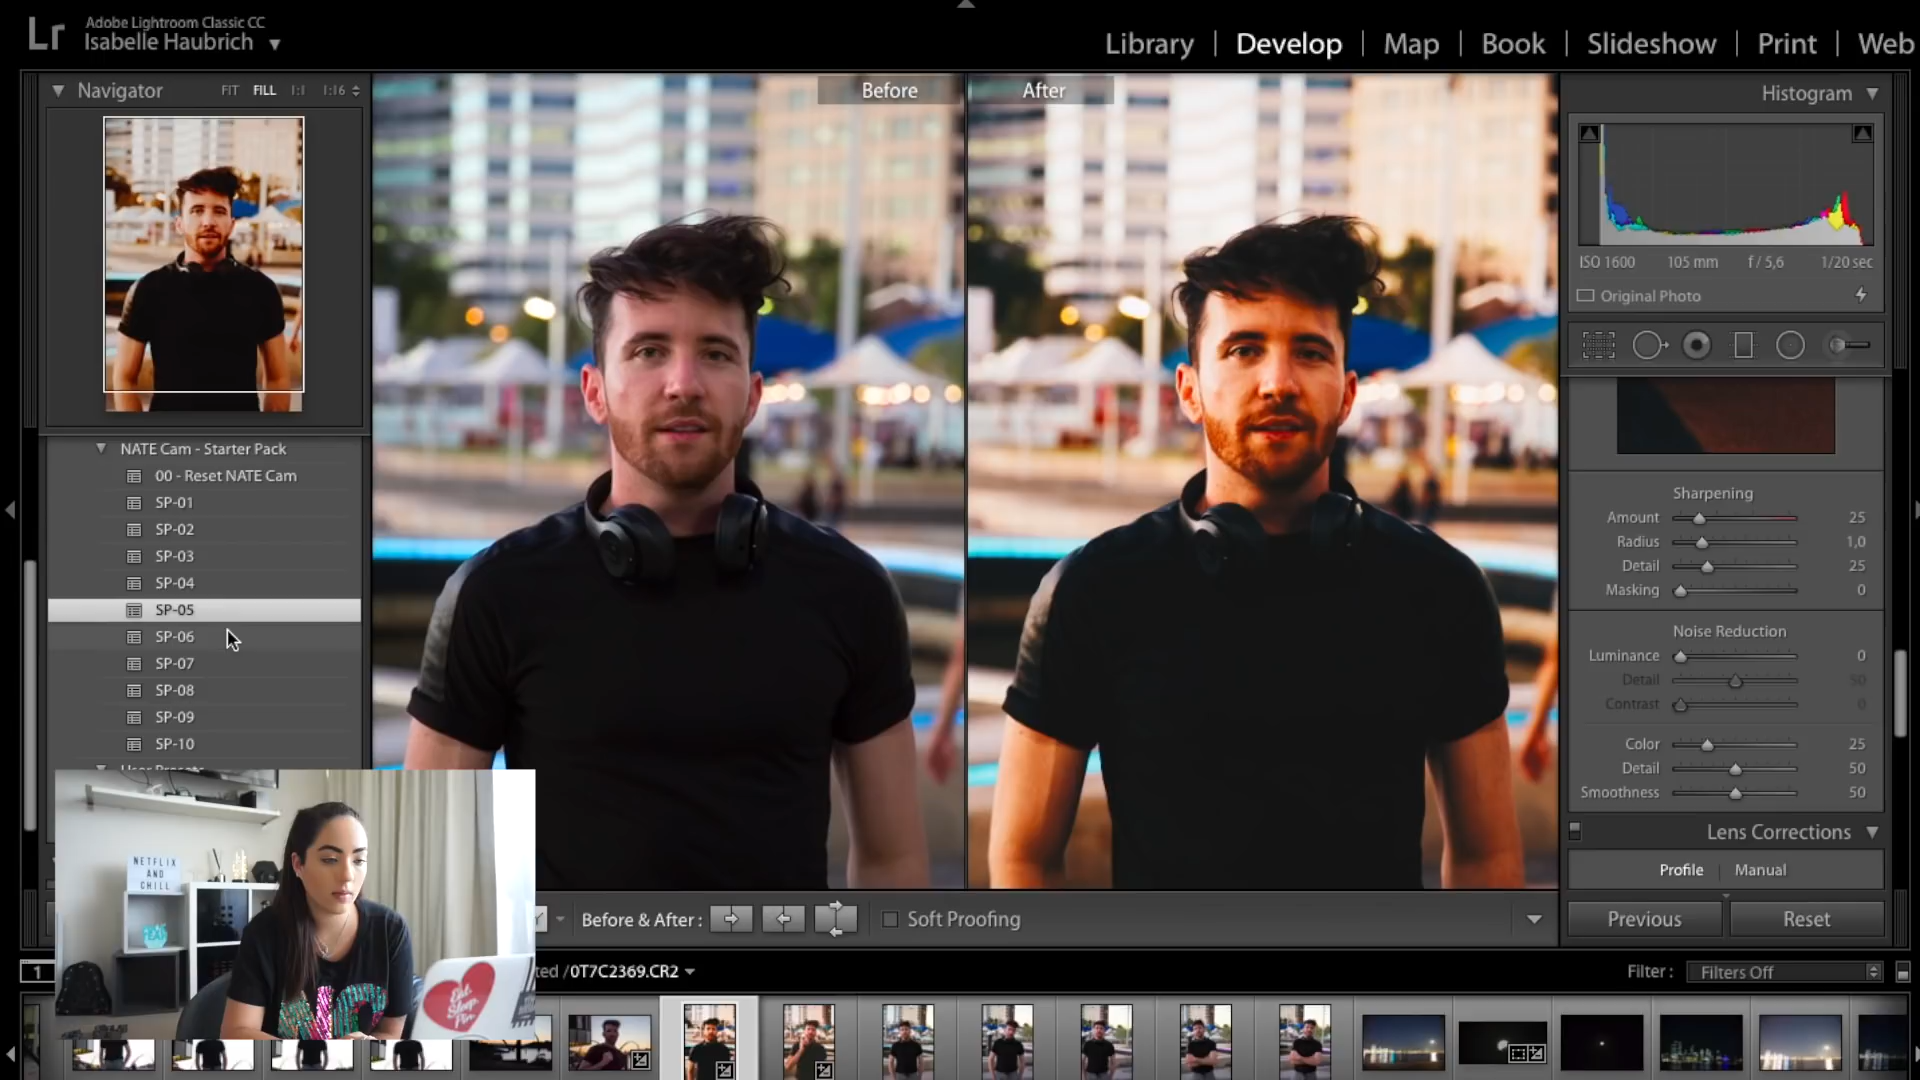 Lr
Adobe Lightroom Classic CC
Isabelle Haubrich
Library | Develop | Map | Book | Slideshow | Print | Web
Navigator FIT FILL 1:1 1:16
Before
After
Histogram
ISO 1600 105 mm f / 5,6 1/20 sec
Original Photo
NATE Cam - Starter Pack
00 - Reset NATE Cam
SP-01
SP-02
SP-03
SP-04
SP-05
SP-06
SP-07
SP-08
SP-09
SP-10
Sharpening
Amount 25
Radius 1,0
Detail 25
Masking 0
Noise Reduction
Luminance 0
Detail 50
Contrast 0
Color 25
Detail 50
Smoothness 50
Lens Corrections
Profile | Manual
Previous
Reset
NETFLIX
AND
CHILL
Eat.
Sleep.
Before & After :
Soft Proofing
1
/0T7C2369.CR2
Filter : Filters Off